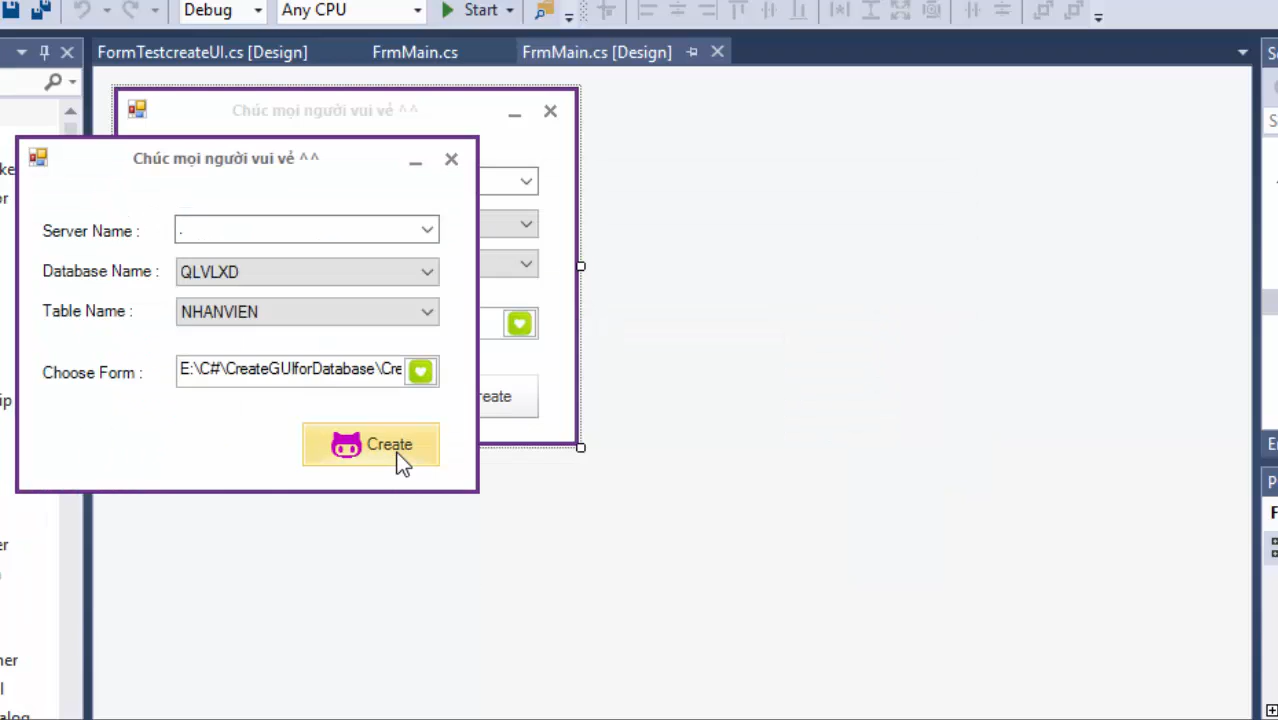 Debug
Any CPU
Start
FormTestcreateUI.cs [Design]
FrmMain.cs
FrmMain.cs [Design]
Chúc mọi người vui vẻ ^^
Chúc mọi người vui vẻ ^^
Server Name :
.
Database Name :
QLVLXD
Table Name :
NHANVIEN
Choose Form :
E:\C#\CreateGUIforDatabase\Cre
Create
reate